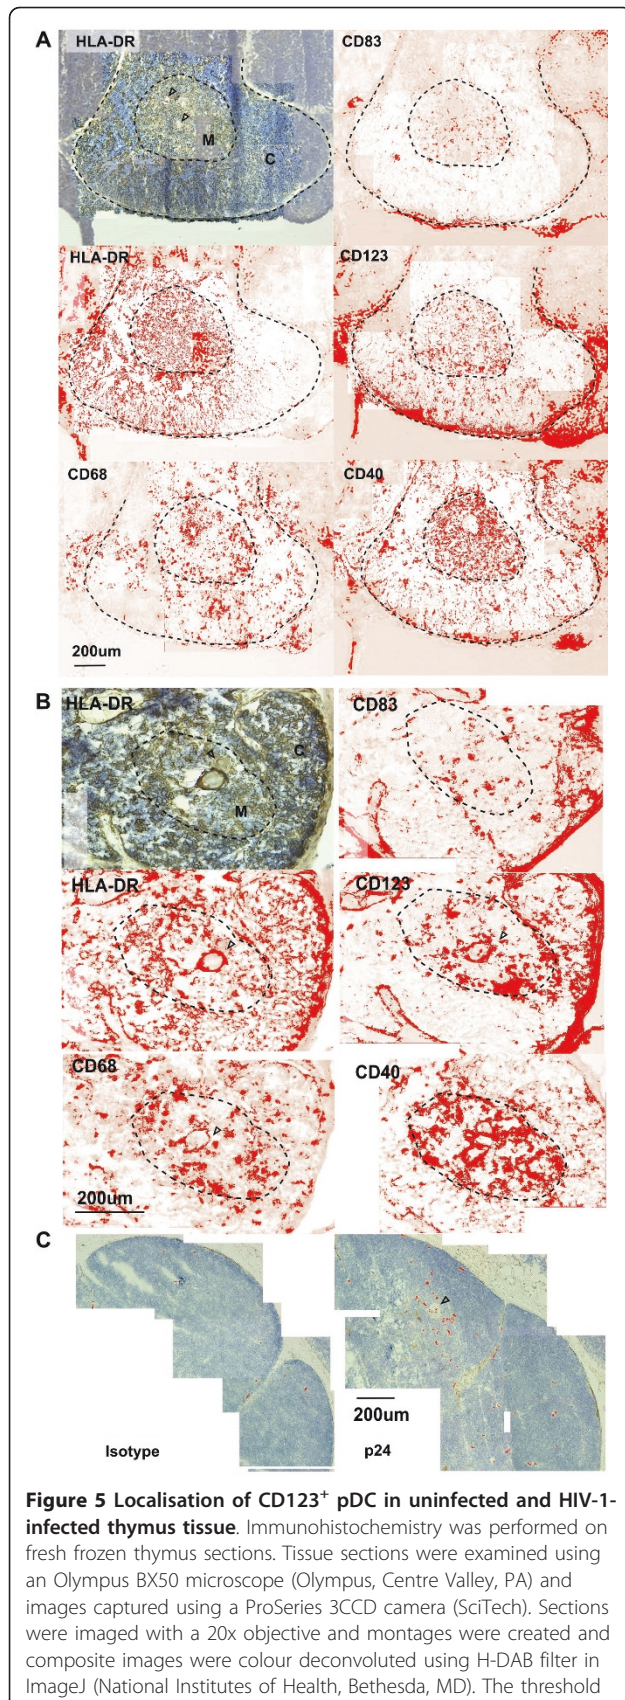 A
HLA-DR
CD83
M
C
HLA-DR
CD123
CD68
CD40
200um
B
HLA-DR
CD83
C
M
HLA-DR
CD123
CD68
CD40
200um
C
200um
Isotype
p24
Figure 5 Localisation of CD123+ pDC in uninfected and HIV-1-
infected thymus tissue. Immunohistochemistry was performed on
fresh frozen thymus sections. Tissue sections were examined using
an Olympus BX50 microscope (Olympus, Centre Valley, PA) and
images captured using a ProSeries 3CCD camera (SciTech). Sections
were imaged with a 20x objective and montages were created and
composite images were colour deconvoluted using H-DAB filter in
ImageJ (National Institutes of Health, Bethesda, MD). The threshold